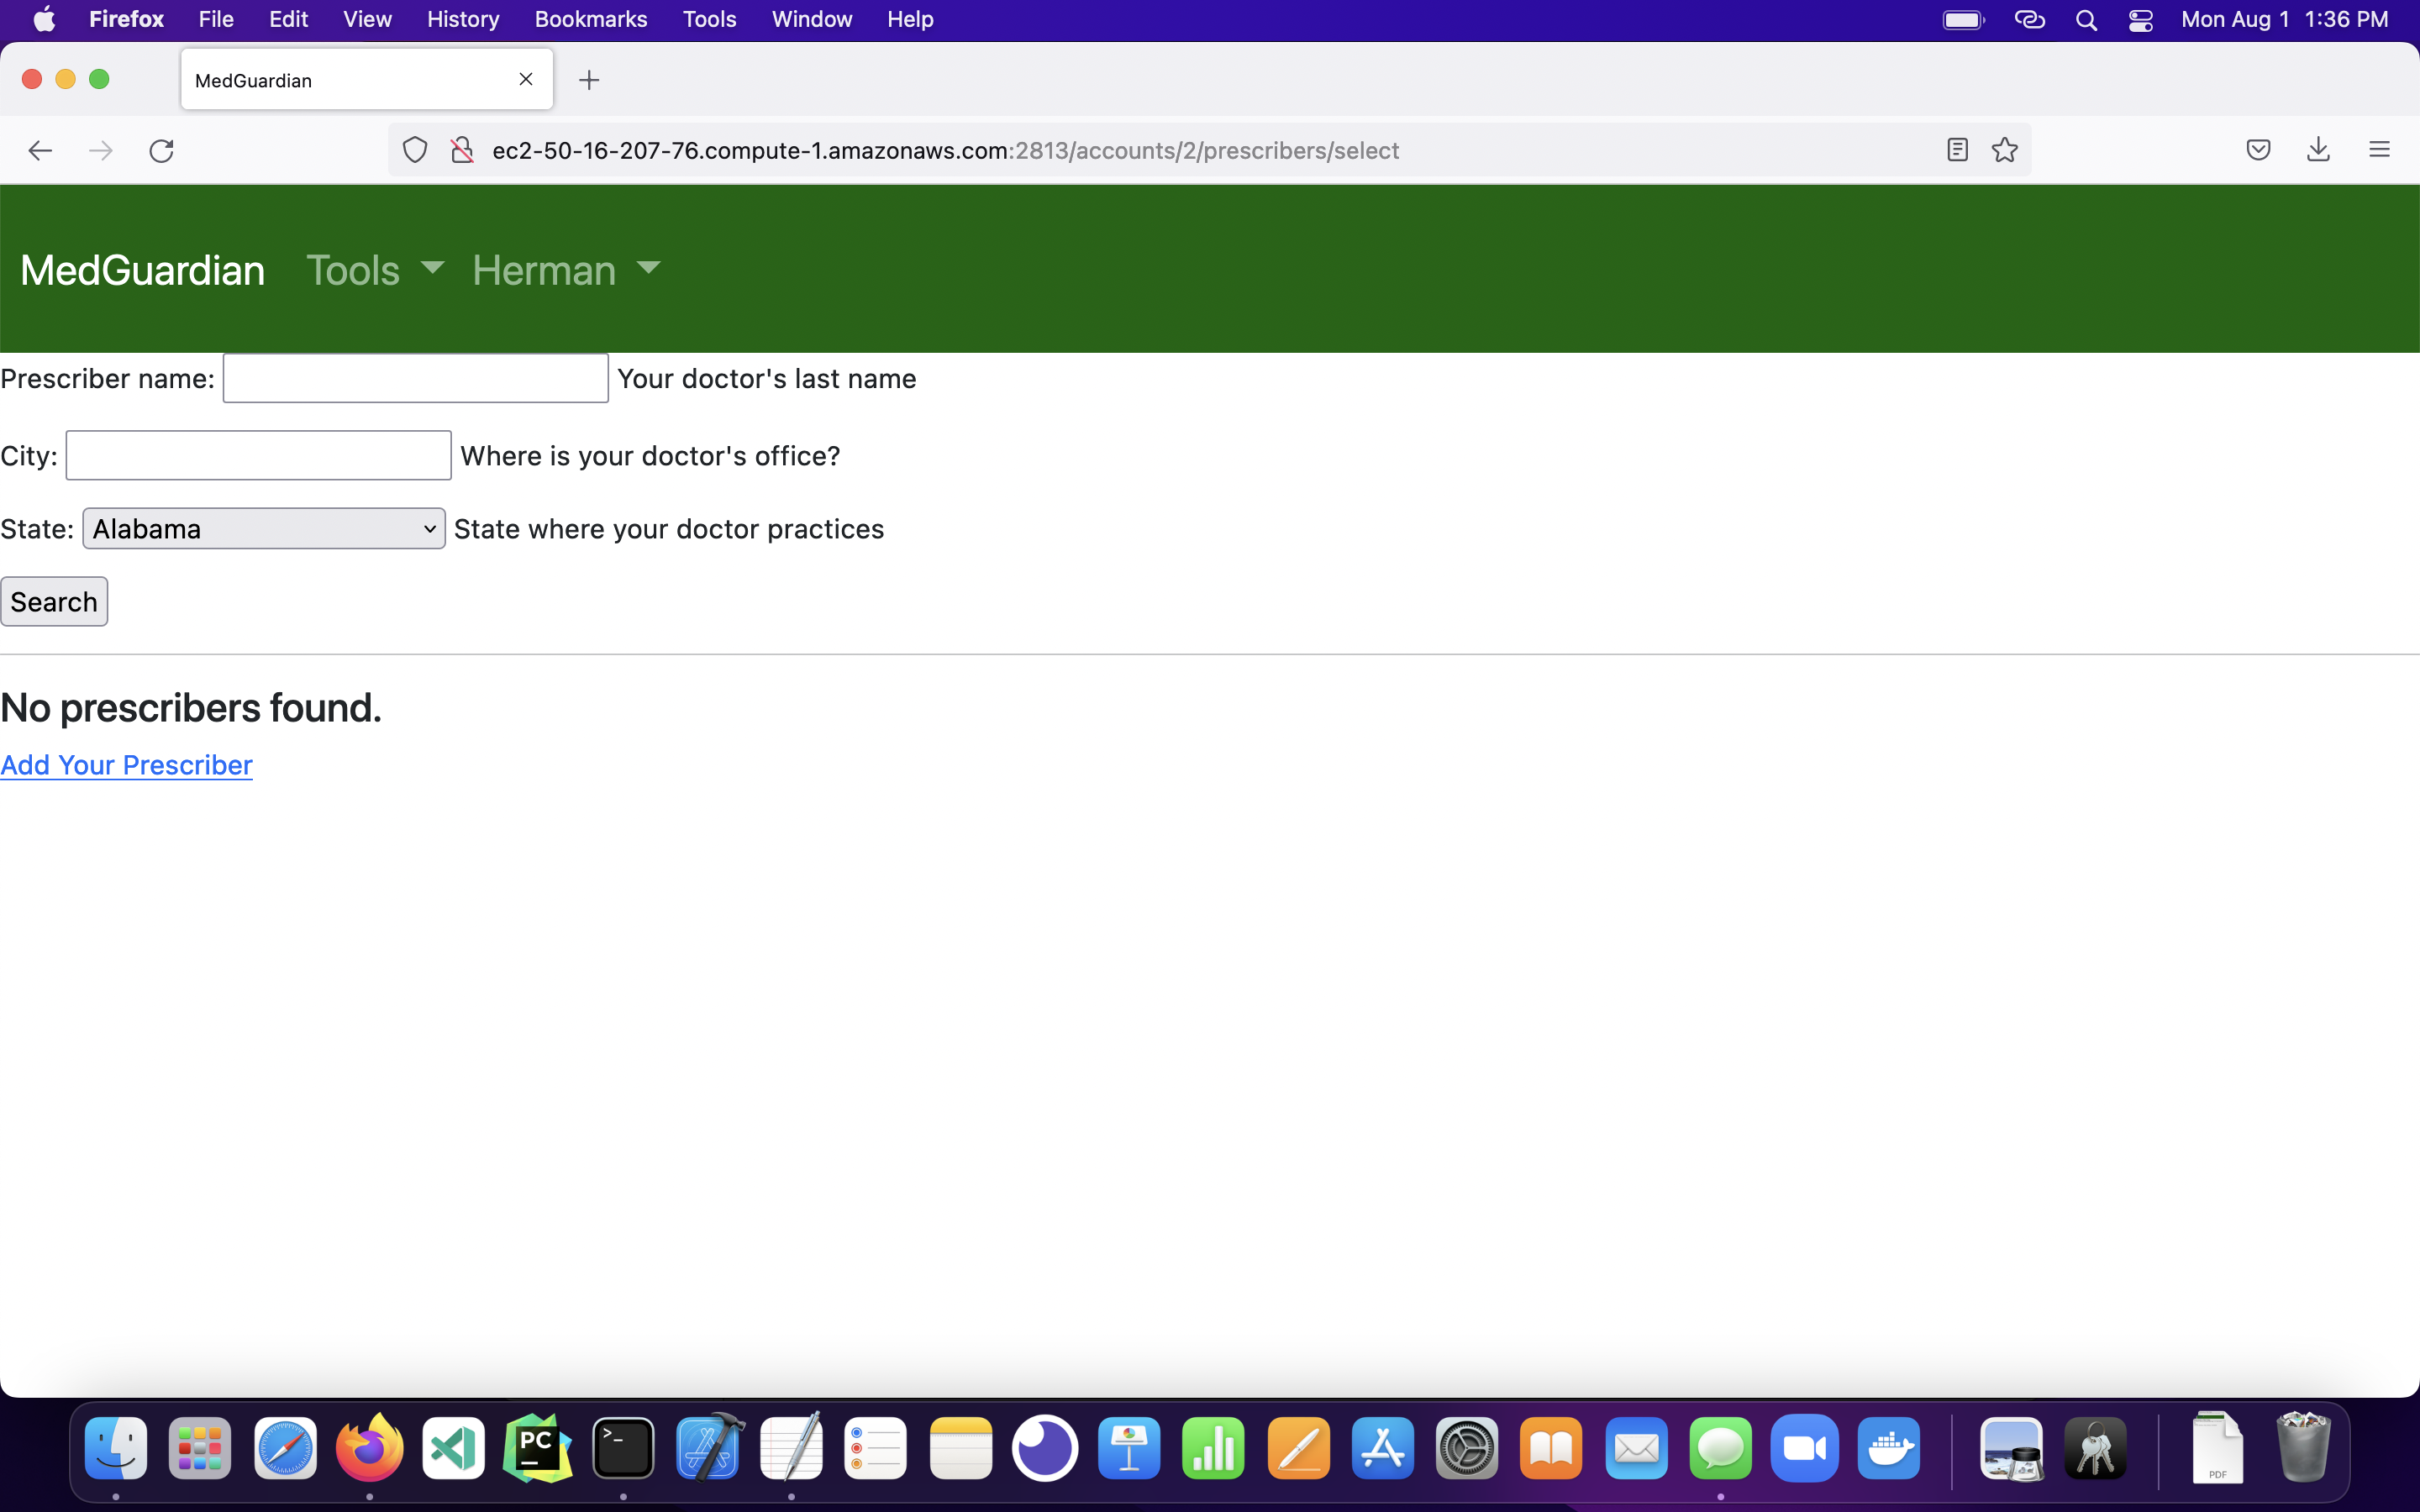 Firefox File Edit View History Bookmarks Tools Window Help Mon Aug 1 1:36 PM
MedGuardian
ec2-50-16-207-76.compute-1.amazonaws.com:2813/accounts/2/prescribers/select
MedGuardian Tools Herman
Prescriber name: Your doctor's last name
City: Where is your doctor's office?
State: Alabama State where your doctor practices
Search
No prescribers found.
Add Your Prescriber
PC
>_
PDF